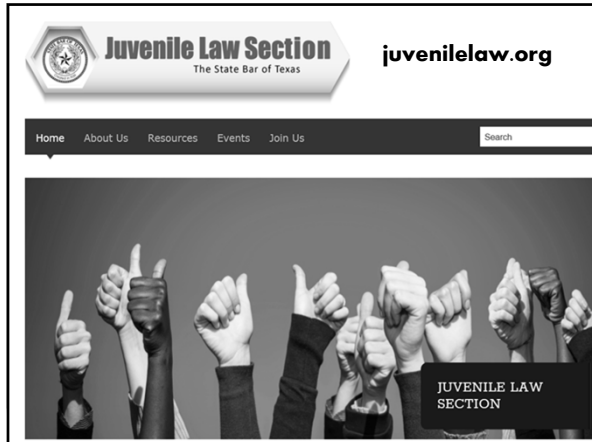 Juvenile Law Section
The State Bar of Texas
juvenilelaw.org
Home About Us Resources Events Join Us Search
JUVENILE LAW
SECTION